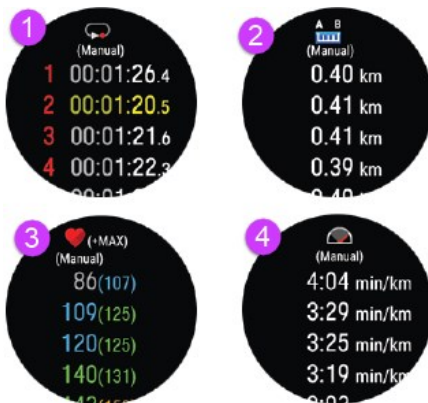 1
(Manual)
1 00:01:26.4
2 00:01:20.5
3 00:01:21.6
4 00:01:22.3
2
A B
(Manual)
0.40 km
0.41 km
0.41 km
0.39 km
0.40 km
3
(+MAX)
(Manual)
86(107)
109(125)
120(125)
140(131)
4
(Manual)
4:04 min/km
3:29 min/km
3:25 min/km
3:19 min/km